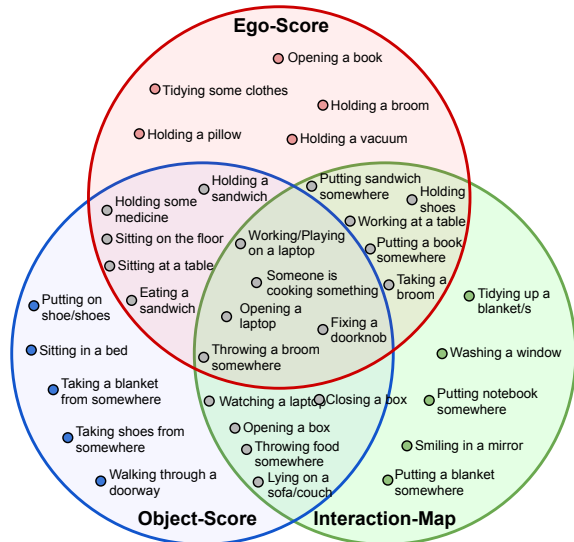 Ego-Score
Opening a book
Tidying some clothes
Holding a broom
Holding a pillow
Holding a vacuum
Holding a
sandwich
Putting sandwich
somewhere
Holding
shoes
Holding some
medicine
Working at a table
Sitting on the floor
Working/Playing
on a laptop
Putting a book
somewhere
Sitting at a table
Someone is
cooking something
Taking a
broom
Eating a
sandwich
Opening a
laptop
Fixing a
doorknob
Throwing a broom
somewhere
Putting on
shoe/shoes
Tidying up a
blanket/s
Sitting in a bed
Washing a window
Taking a blanket
from somewhere
Watching a laptop
Closing a box
Putting notebook
somewhere
Opening a box
Taking shoes from
somewhere
Throwing food
somewhere
Smiling in a mirror
Walking through a
doorway
Lying on a
sofa/couch
Putting a blanket
somewhere
Object-Score
Interaction-Map